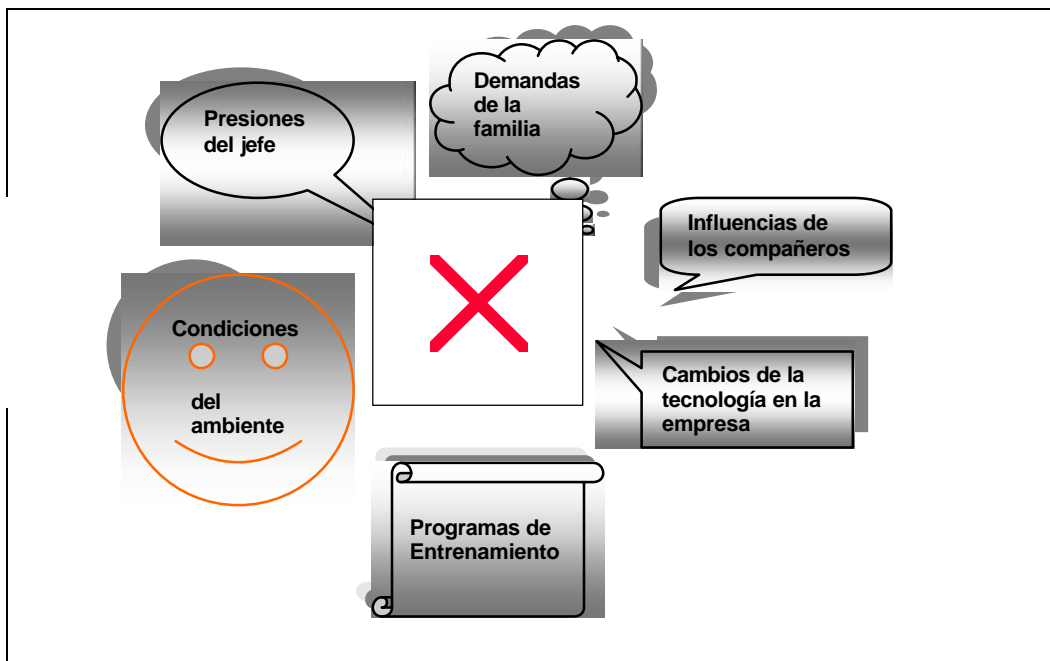 Presiones
del jefe
Demandas
de la
familia
Influencias de
los compañeros
Condiciones
del
ambiente
Cambios de la
tecnología en la
empresa
Programas de
Entrenamiento